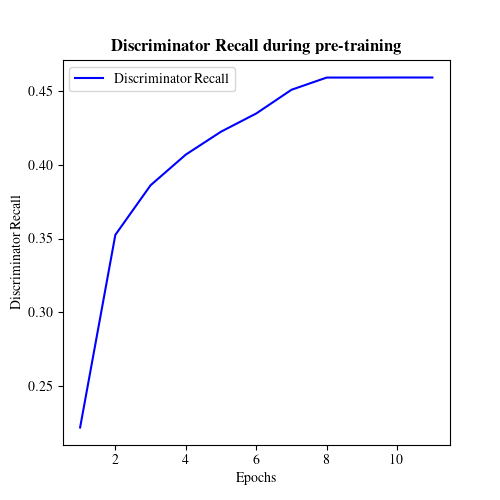 Discriminator Recall during pre-training
Discriminator Recall
0.45
0.40
0.35
0.30
0.25
Discriminator Recall
2 4 6 8 10
Epochs